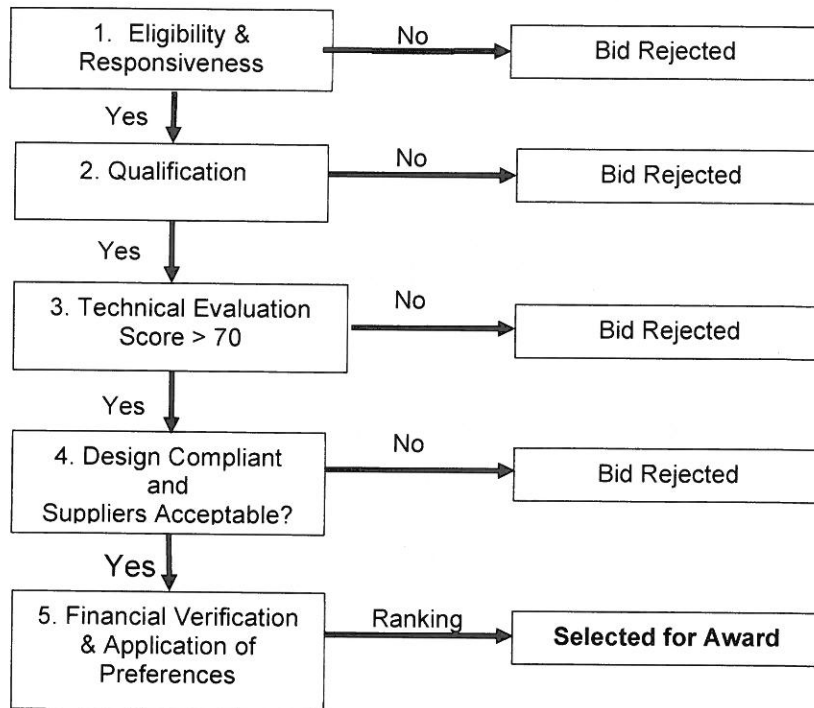 1. Eligibility &
Responsiveness
No
Bid Rejected
Yes
2. Qualification
No
Bid Rejected
Yes
3. Technical Evaluation
Score > 70
No
Bid Rejected
Yes
4. Design Compliant
and
Suppliers Acceptable?
No
Bid Rejected
Yes
5. Financial Verification
& Application of
Preferences
Ranking
Selected for Award